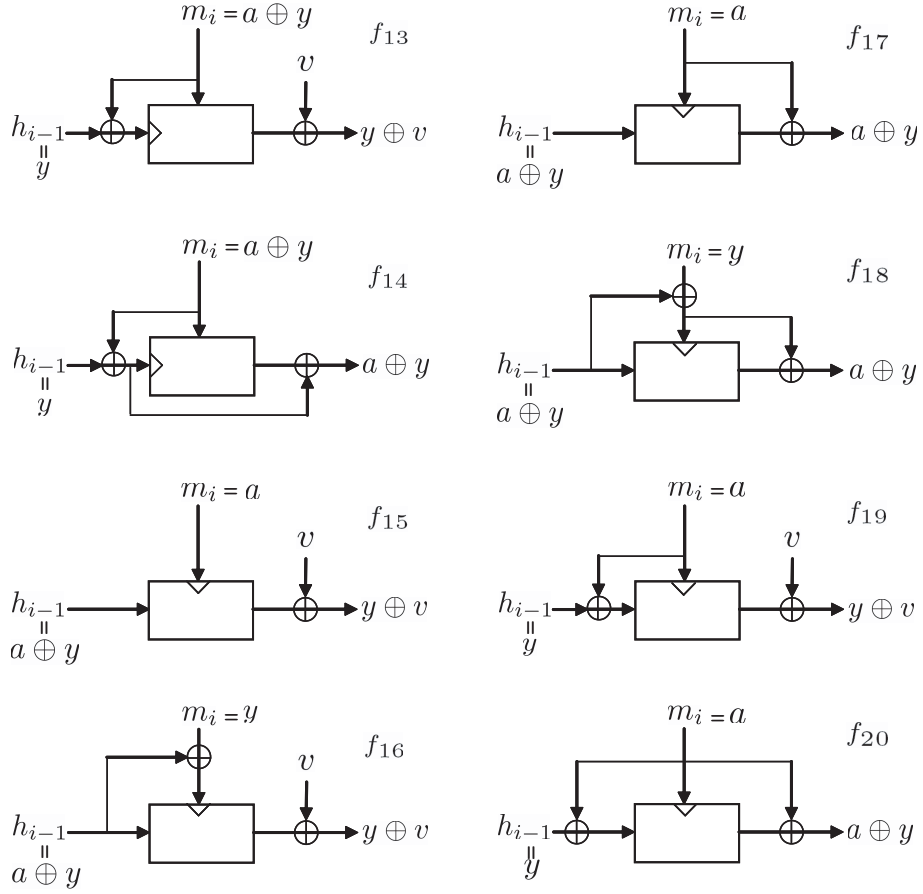 m_i = a ⊕ y
f_13
v
h_{i−1}
=
y
y ⊕ v
m_i = a
f_17
h_{i−1}
=
a ⊕ y
a ⊕ y
m_i = a ⊕ y
f_14
h_{i−1}
=
y
a ⊕ y
m_i = y
f_18
h_{i−1}
=
a ⊕ y
a ⊕ y
m_i = a
f_15
v
h_{i−1}
=
a ⊕ y
y ⊕ v
m_i = a
f_19
v
h_{i−1}
=
y
y ⊕ v
m_i = y
f_16
v
h_{i−1}
=
a ⊕ y
y ⊕ v
m_i = a
f_20
h_{i−1}
=
y
a ⊕ y